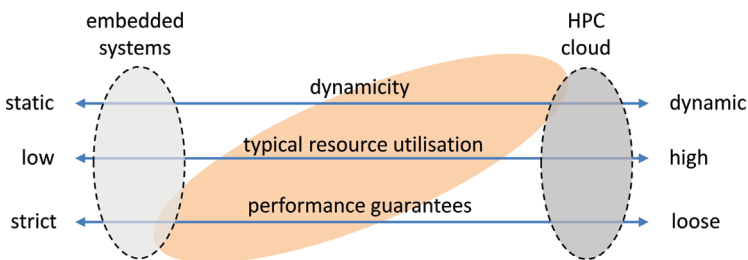 embedded
systems
HPC
cloud
static
dynamicity
dynamic
low
typical resource utilisation
high
strict
performance guarantees
loose